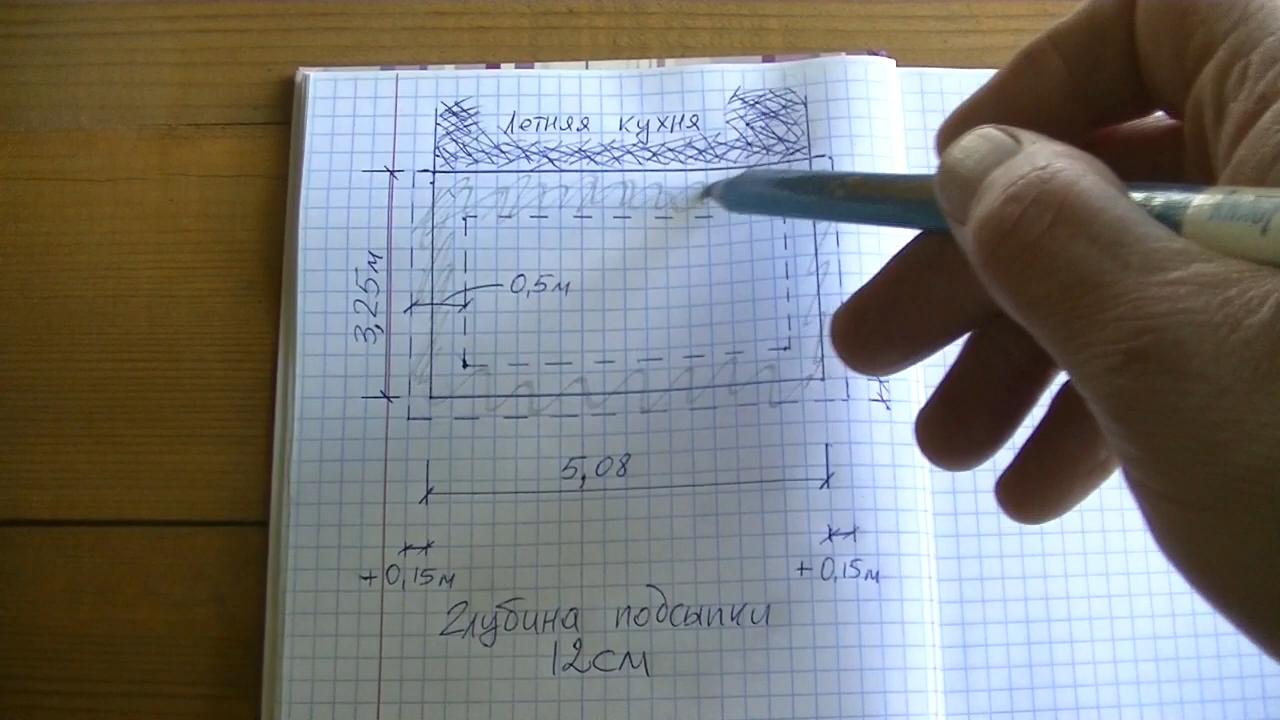 Летняя кухня
3,25м
0,5м
5,08
+0,15м
+0,15м
Глубина подсыпки
12см